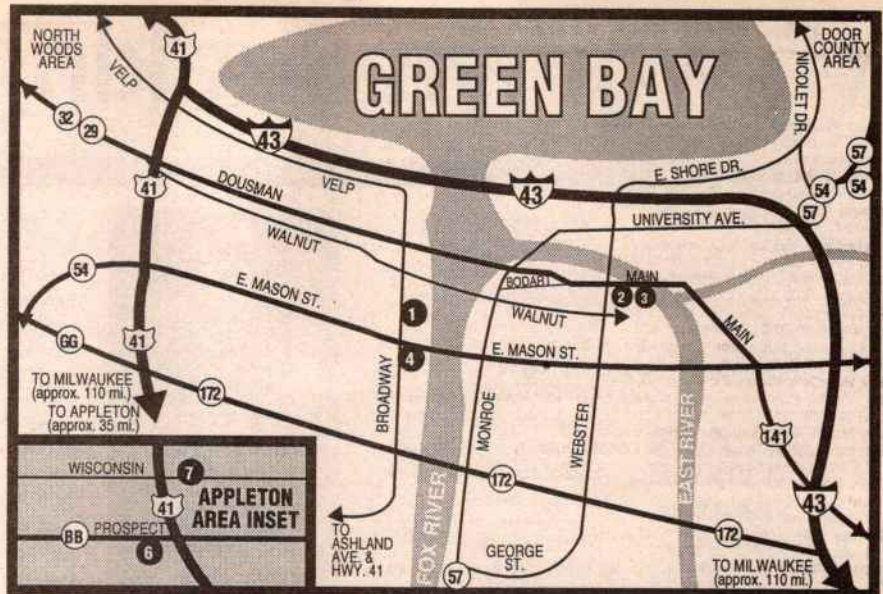 NORTH
WOODS
AREA
VELP
41
GREEN BAY
DOOR
COUNTY
AREA
NICOLET DR.
32
29
43
57
54
54
57
41
DOUSMAN
VELP
43
E. SHORE DR.
UNIVERSITY AVE.
WALNUT
54
E. MASON ST.
BODART
MAIN
1
2
3
WALNUT
MAIN
GG
41
4
E. MASON ST.
TO MILWAUKEE
(approx. 110 mi.)
TO APPLETON
(approx. 35 mi.)
172
BROADWAY
MONROE
WEBSTER
141
FOX RIVER
EAST RIVER
172
43
WISCONSIN
7
41
APPLETON
AREA INSET
BB
PROSPECT
6
TO
ASHLAND
AVE. &
HWY. 41
57
GEORGE
ST.
172
TO MILWAUKEE
(approx. 110 mi.)